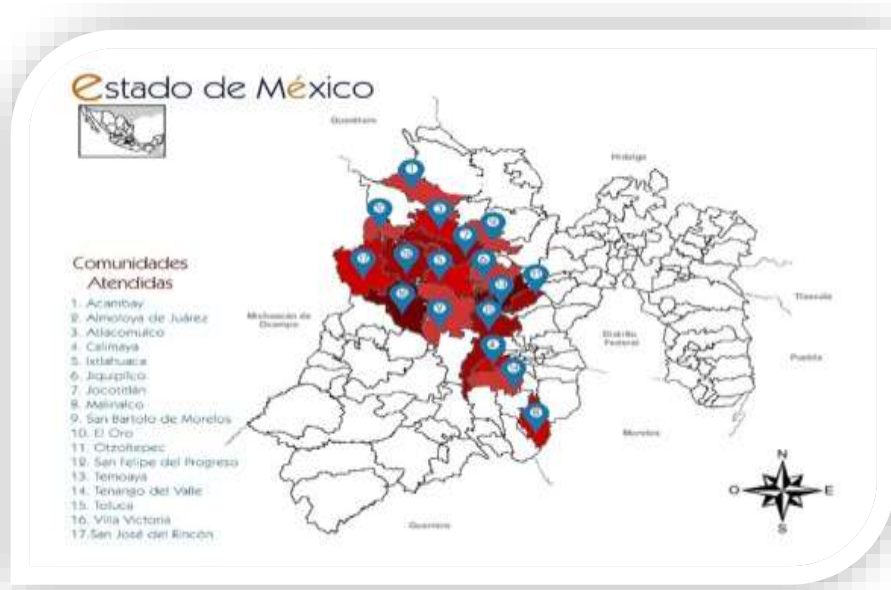 Estado de México
Querétaro
Hidalgo
Tlaxcala
Puebla
Distrito
Federal
Morelos
Guerrero
Michoacán de
Ocampo
Comunidades
Atendidas
1. Acambay
2. Almoloya de Juárez
3. Atlacomulco
4. Calimaya
5. Ixtlahuaca
6. Jiquipilco
7. Jocotitlán
8. Malinalco
9. San Bartolo de Morelos
10. El Oro
11. Otzoltepec
12. San Felipe del Progreso
13. Temoaya
14. Tenango del Valle
15. Toluca
16. Villa Victoria
17.San José del Rincón
N
O
E
S